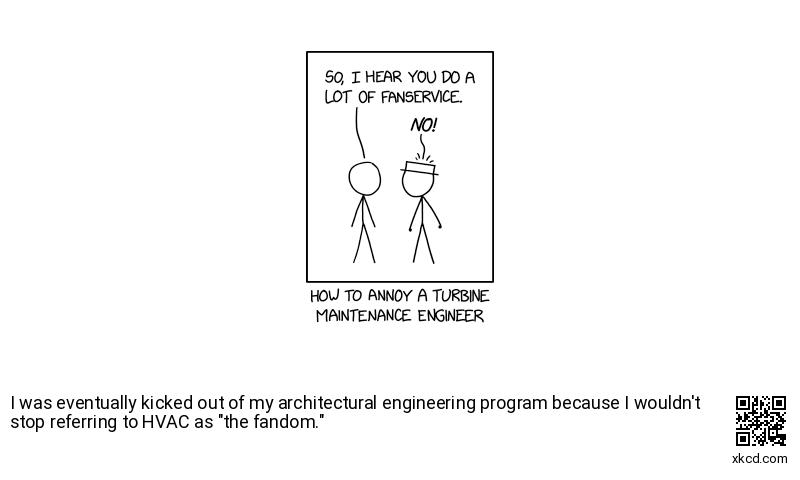 SO, I HEAR YOU DO A
LOT OF FANSERVICE.
NO!
HOW TO ANNOY A TURBINE
MAINTENANCE ENGINEER
I was eventually kicked out of my architectural engineering program because I wouldn't
stop referring to HVAC as "the fandom."
xkcd.com